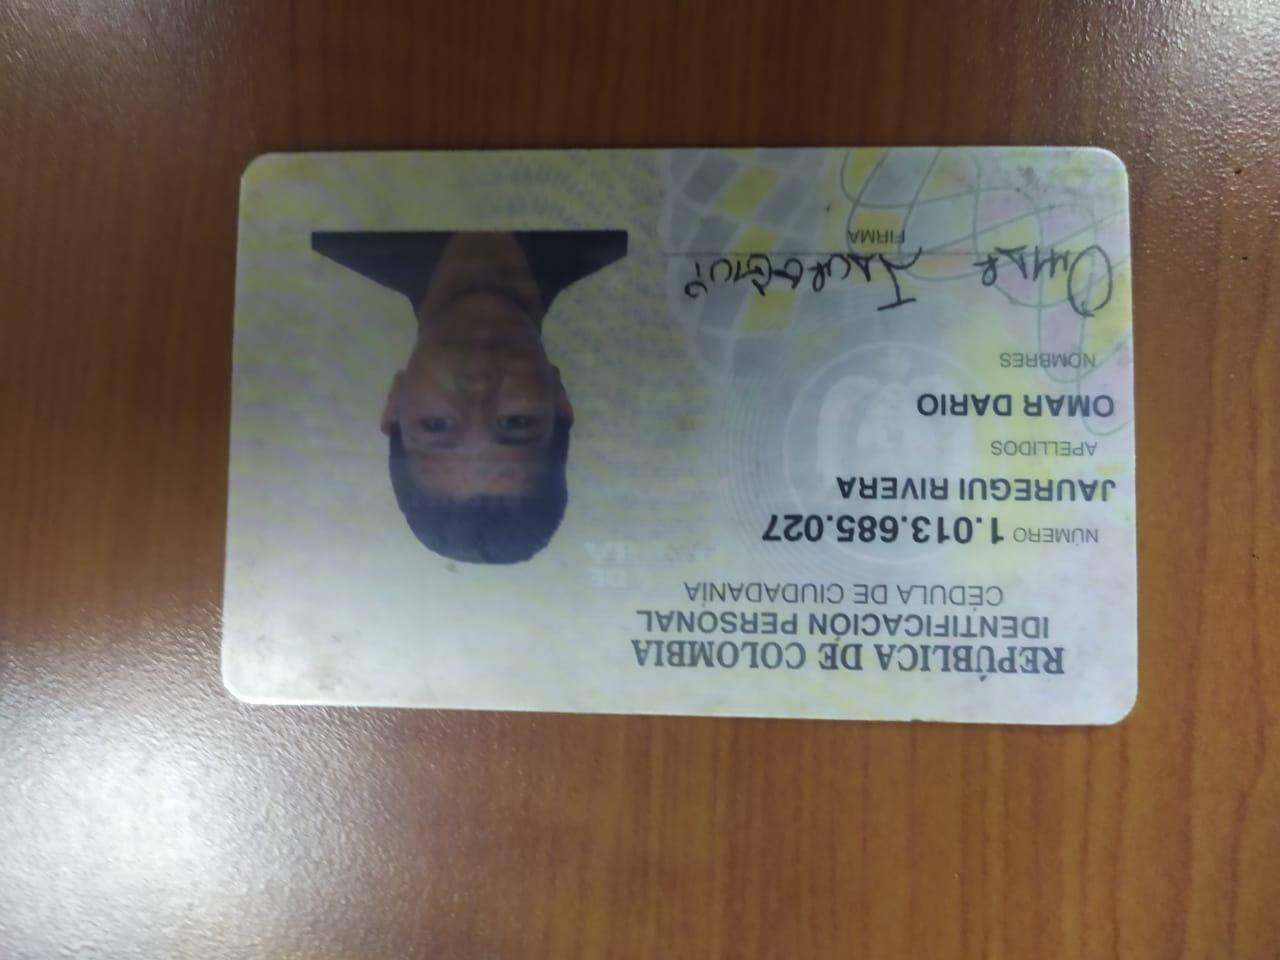 REPÚBLICA DE COLOMBIA
IDENTIFICACIÓN PERSONAL
CÉDULA DE CIUDADANÍA
NÚMERO 1.013.685.027
JAUREGUI RIVERA
APELLIDOS
OMAR DARIO
NOMBRES
OMAR JAUREGUI
FIRMA